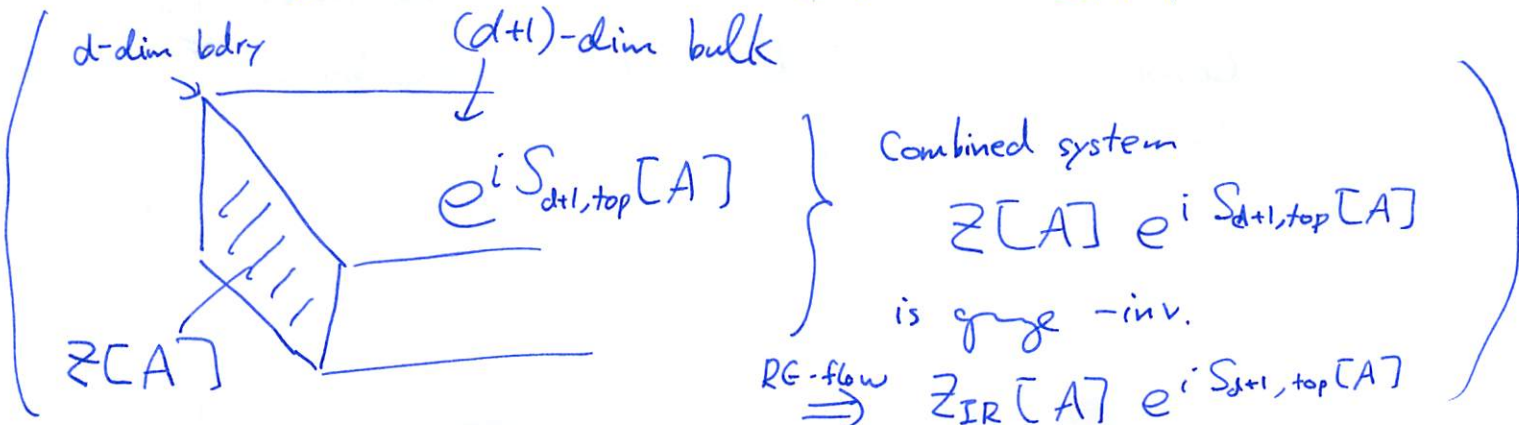 d-dim bdry
(d+1)-dim bulk
e^{i S_{d+1,top}[A]}
Z[A]
Combined system
Z[A] e^{i S_{d+1,top}[A]}
is gauge-inv.
RG-flow
⇒ Z_{IR}[A] e^{i S_{d+1,top}[A]}